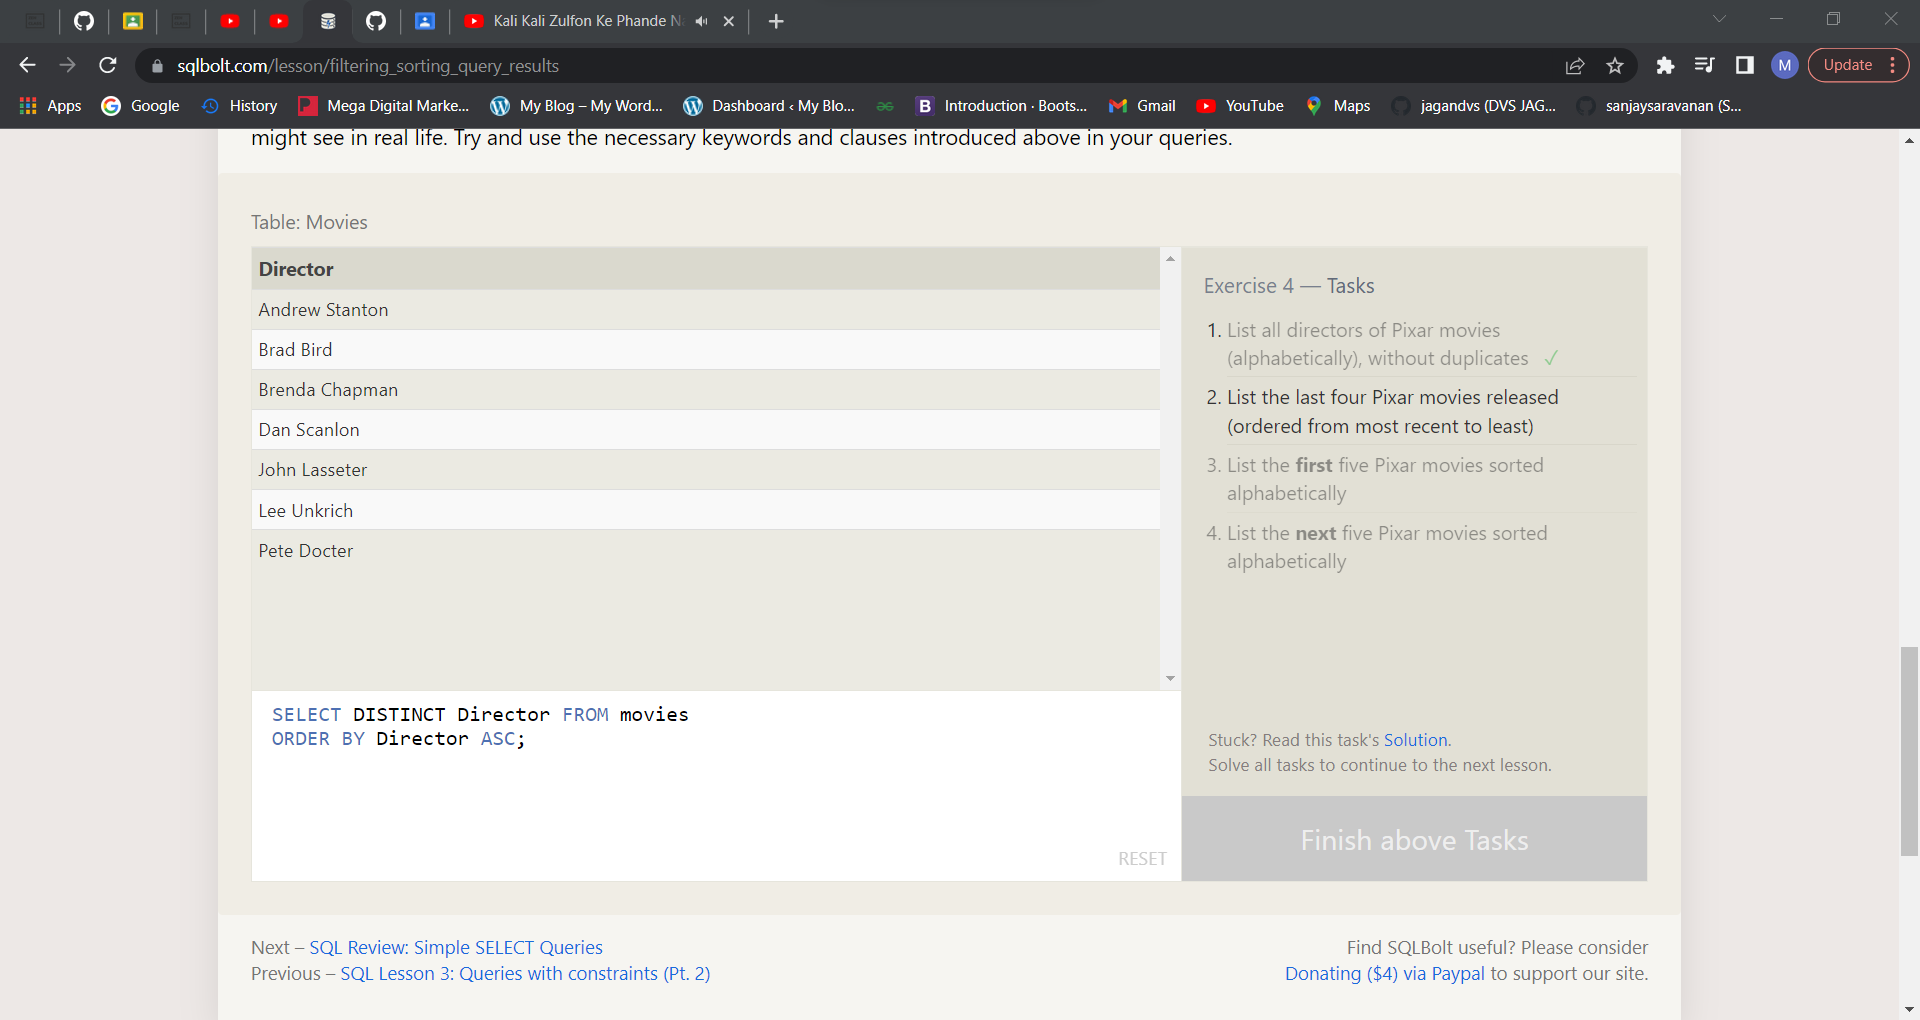 Kali Kali Zulfon Ke Phande Na
sqlbolt.com/lesson/filtering_sorting_query_results
M
Update
Apps
Google
History
Mega Digital Marke...
My Blog – My Word...
Dashboard ‹ My Blo...
B
Introduction · Boots...
Gmail
YouTube
Maps
jagandvs (DVS JAG...
sanjaysaravanan (S...
might see in real life. Try and use the necessary keywords and clauses introduced above in your queries.
Table: Movies
Director
Andrew Stanton
Brad Bird
Brenda Chapman
Dan Scanlon
John Lasseter
Lee Unkrich
Pete Docter
SELECT DISTINCT Director FROM movies
ORDER BY Director ASC;
RESET
Exercise 4 — Tasks
1. List all directors of Pixar movies
(alphabetically), without duplicates ✓
2. List the last four Pixar movies released
(ordered from most recent to least)
3. List the first five Pixar movies sorted
alphabetically
4. List the next five Pixar movies sorted
alphabetically
Stuck? Read this task's Solution.
Solve all tasks to continue to the next lesson.
Finish above Tasks
Next – SQL Review: Simple SELECT Queries
Previous – SQL Lesson 3: Queries with constraints (Pt. 2)
Find SQLBolt useful? Please consider
Donating ($4) via Paypal to support our site.